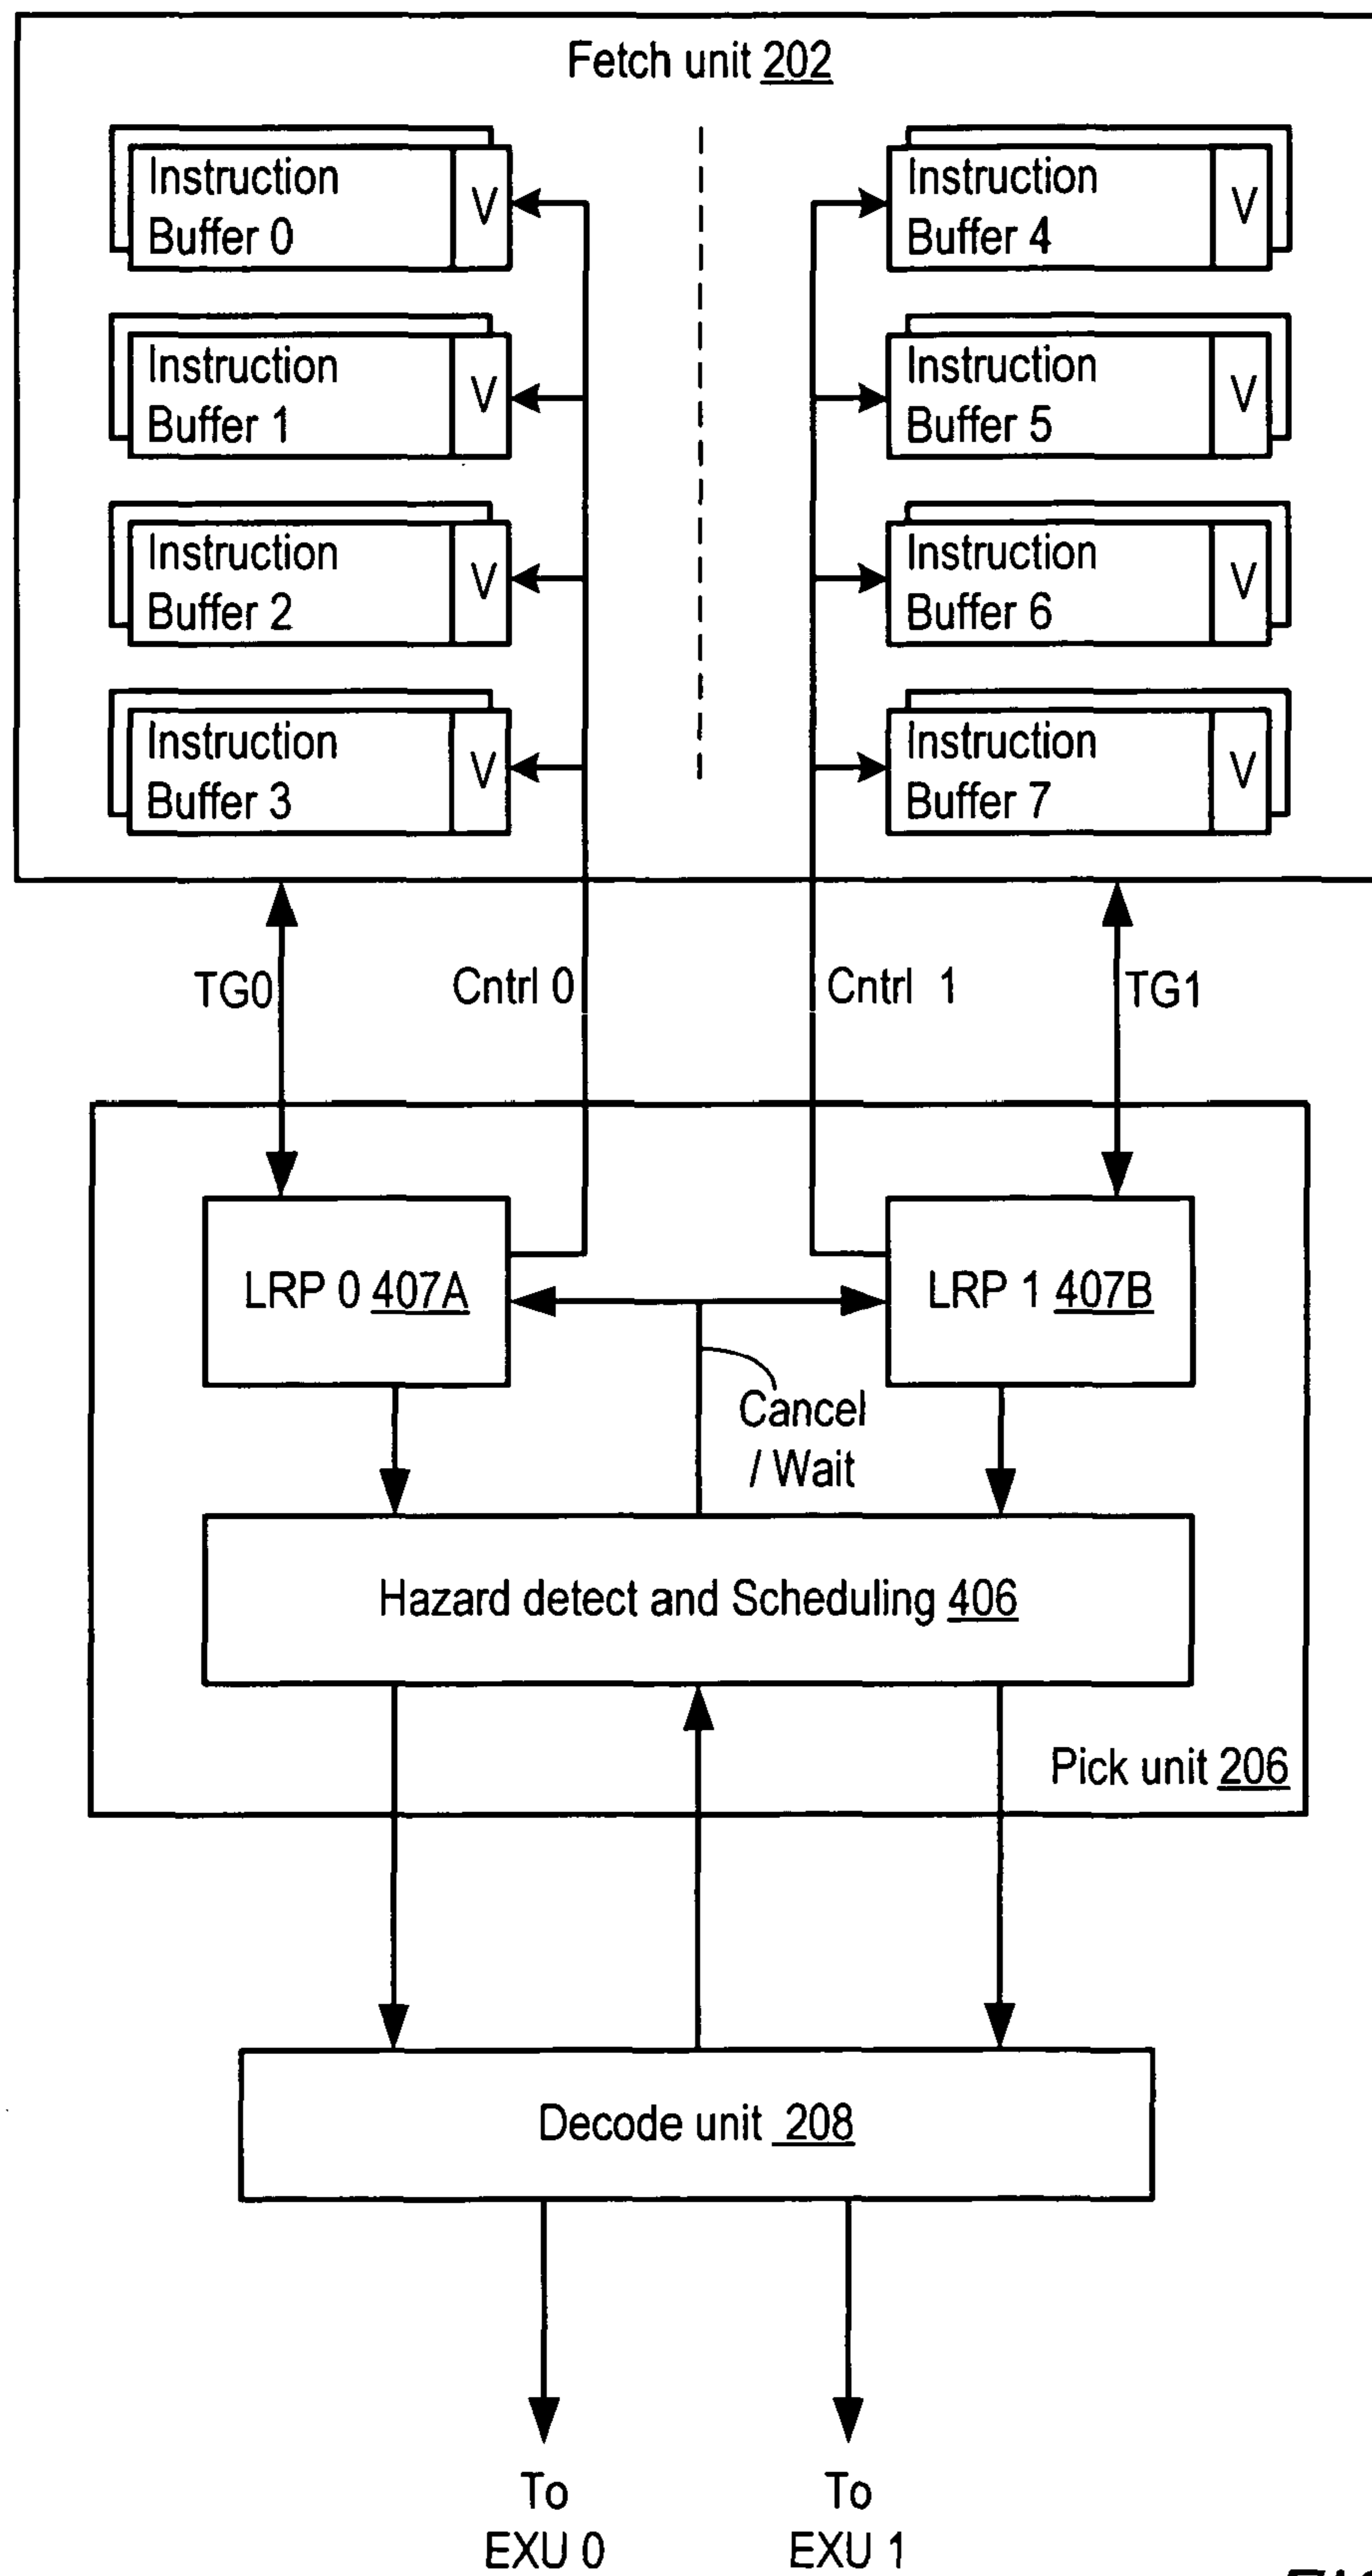 Fetch unit 202
Instruction
Buffer 0
V
Instruction
Buffer 4
V
Instruction
Buffer 1
V
Instruction
Buffer 5
V
Instruction
Buffer 2
V
Instruction
Buffer 6
V
Instruction
Buffer 3
V
Instruction
Buffer 7
V
TG0
Cntrl 0
Cntrl 1
TG1
LRP 0 407A
LRP 1 407B
Cancel
/ Wait
Hazard detect and Scheduling 406
Pick unit 206
Decode unit 208
To
EXU 0
To
EXU 1